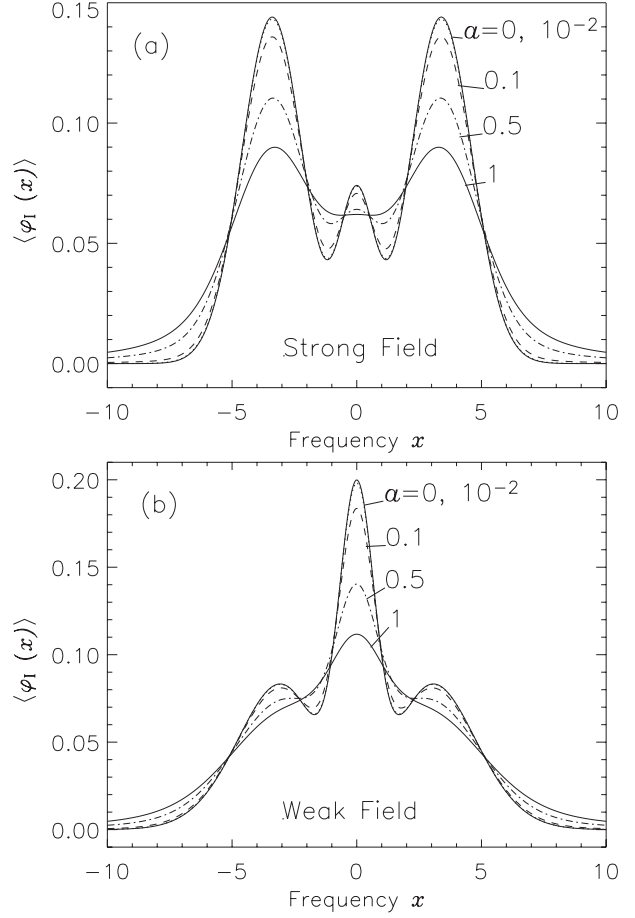 (a)
a=0, 10⁻²
0.1
0.5
1
0.15
0.10
0.05
0.00
⟨φI (x)⟩
Strong Field
−10 −5 0 5 10
Frequency x
(b)
a=0, 10⁻²
0.1
0.5
1
0.20
0.15
0.10
0.05
0.00
⟨φI (x)⟩
Weak Field
−10 −5 0 5 10
Frequency x